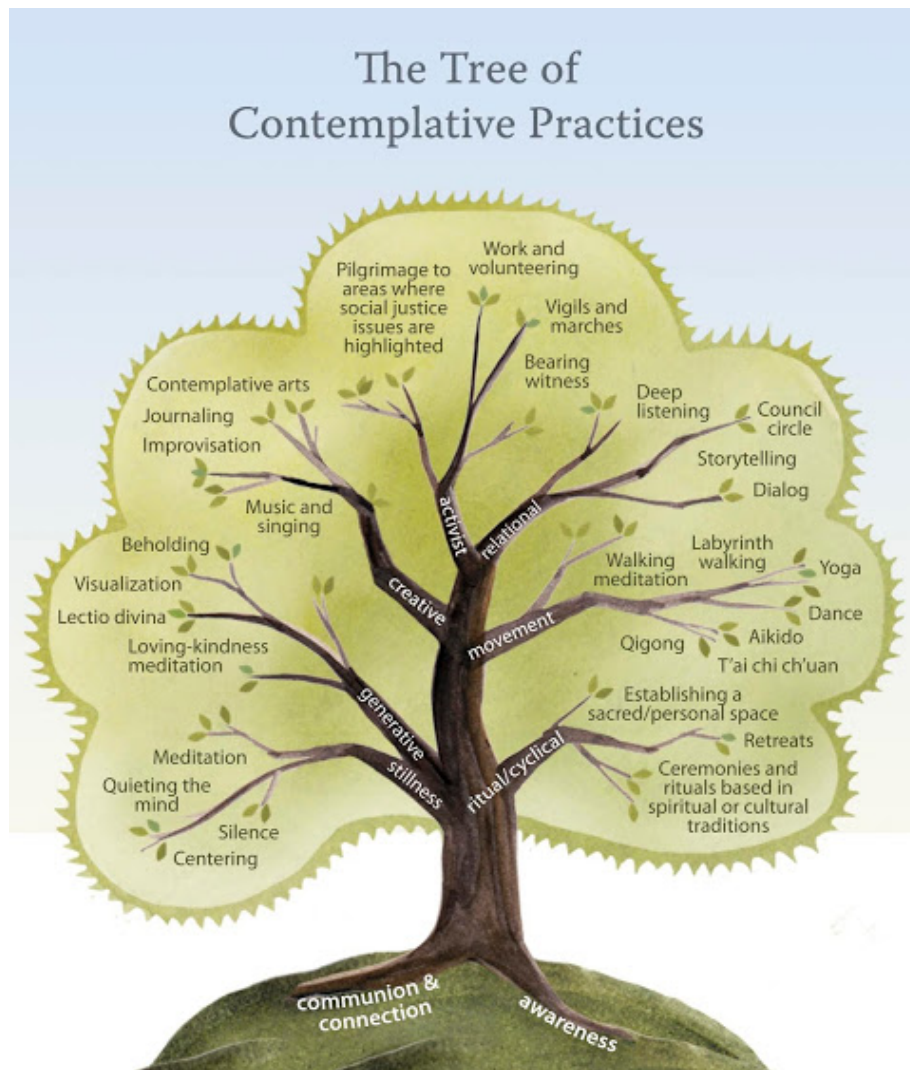 The Tree of
Contemplative Practices
Work and
volunteering
Pilgrimage to
areas where
social justice
issues are
highlighted
Vigils and
marches
Bearing
witness
activist
Deep
listening
Council
circle
Storytelling
Dialog
relational
Contemplative arts
Journaling
Improvisation
Music and
singing
creative
Walking
meditation
Labyrinth
walking
Yoga
Dance
Aikido
T'ai chi ch'uan
Qigong
movement
Beholding
Visualization
Lectio divina
Loving-kindness
meditation
generative
Establishing a
sacred/personal space
Retreats
Ceremonies and
rituals based in
spiritual or cultural
traditions
ritual/cyclical
Meditation
Quieting the
mind
Silence
Centering
stillness
communion &
connection
awareness